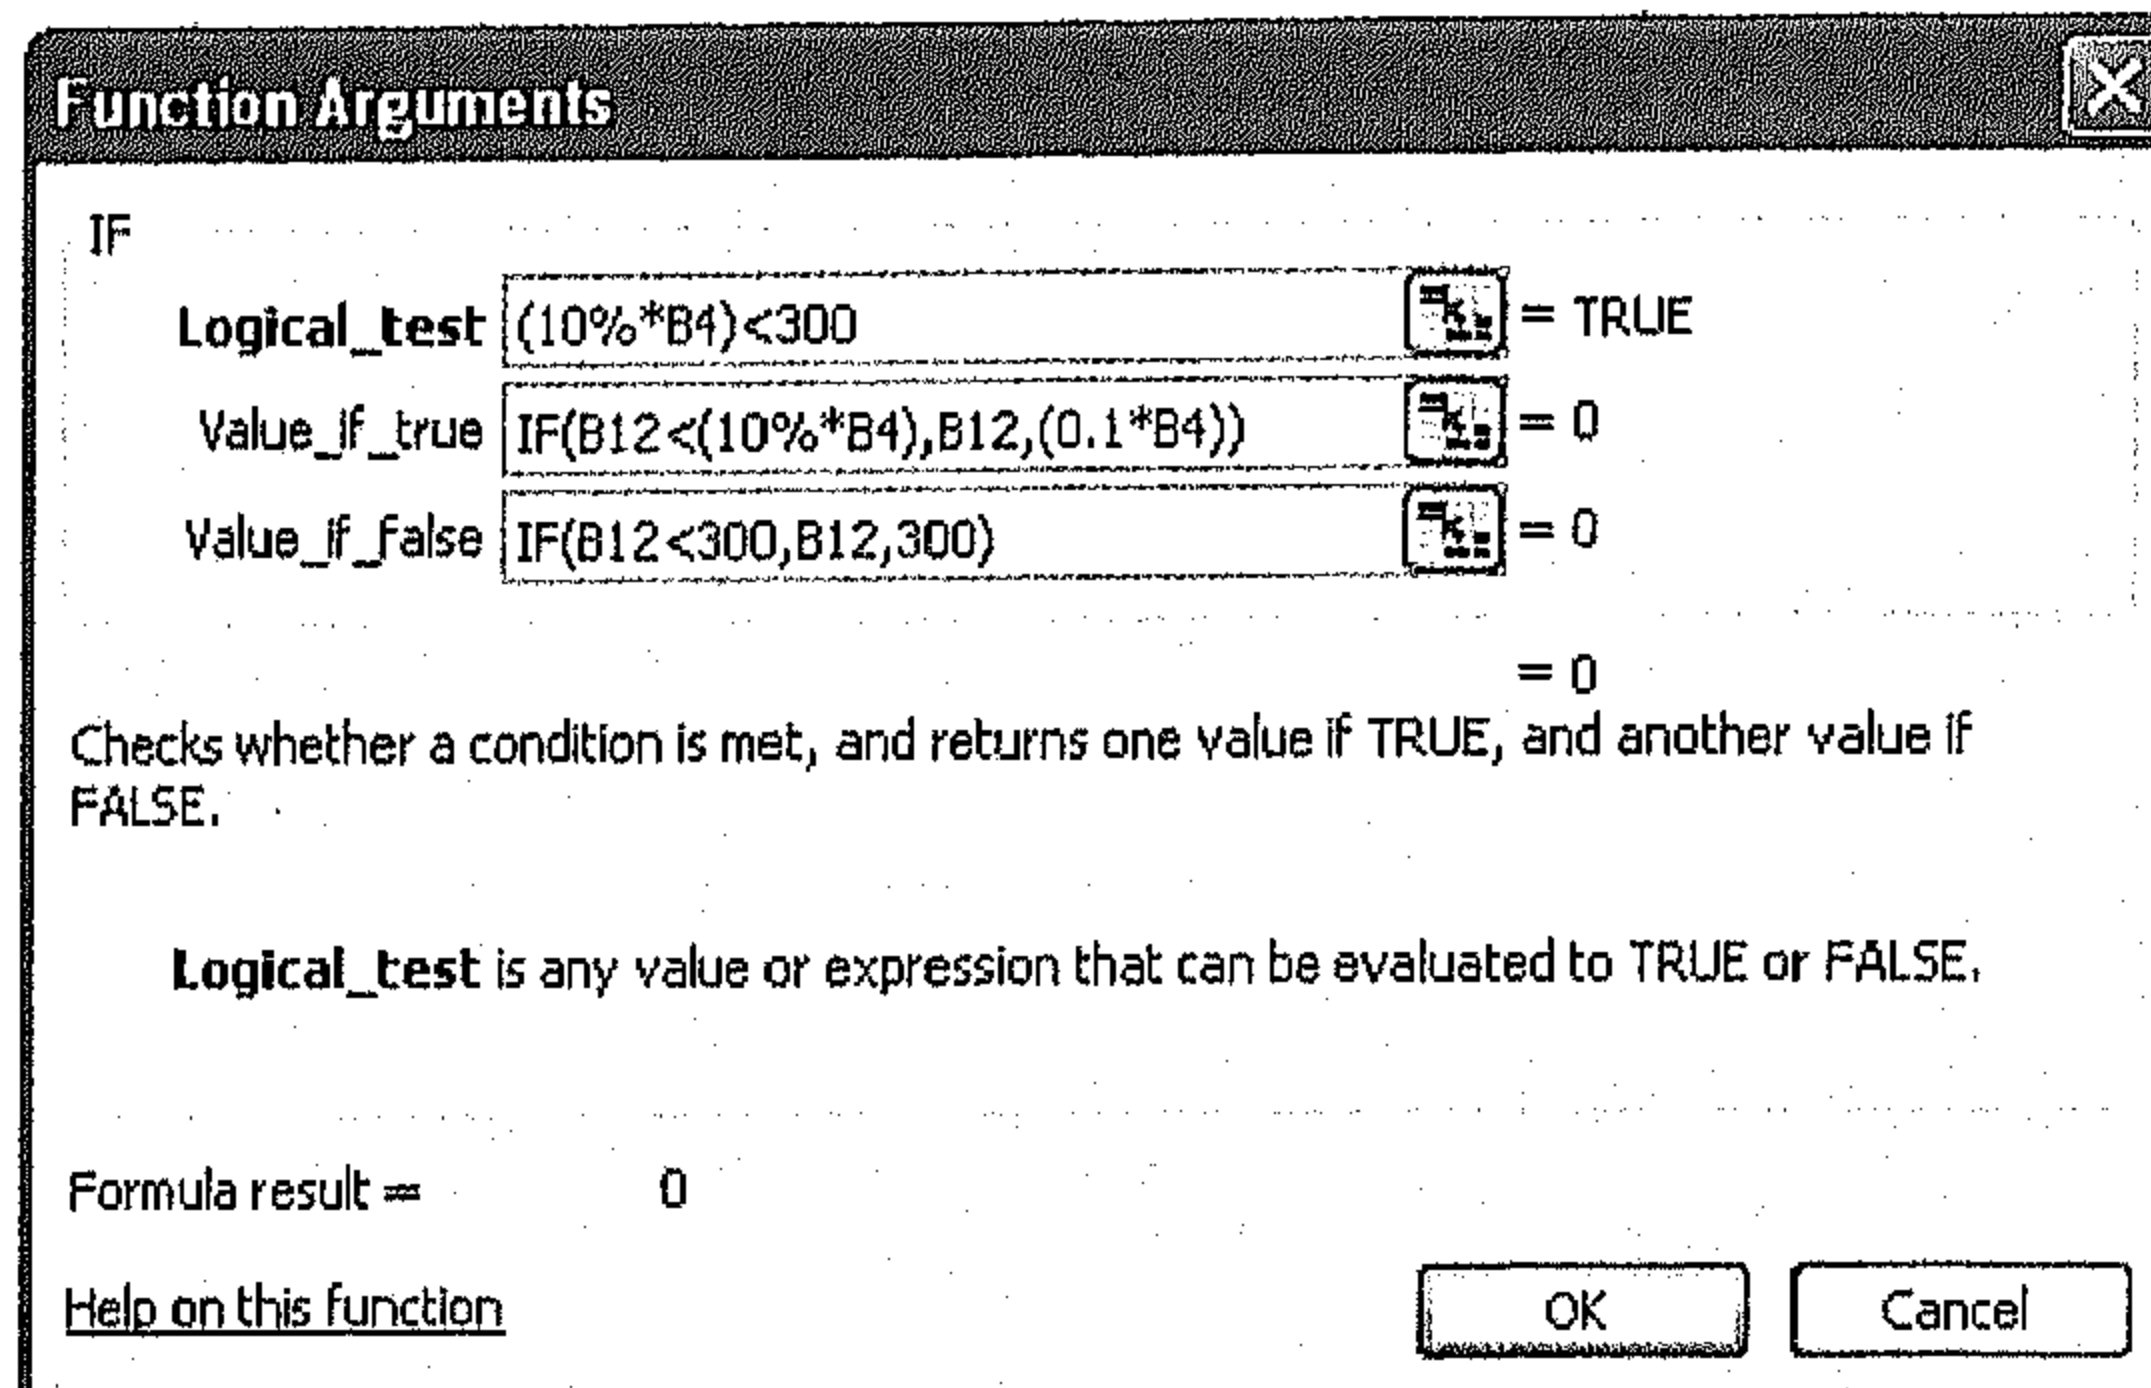 Function Arguments
IF
Logical_test (10%*B4)<300 = TRUE
Value_if_true IF(B12<(10%*B4),B12,(0.1*B4)) = 0
Value_if_false IF(B12<300,B12,300) = 0
= 0
Checks whether a condition is met, and returns one value if TRUE, and another value if
FALSE.
Logical_test is any value or expression that can be evaluated to TRUE or FALSE.
Formula result = 0
Help on this function
OK Cancel